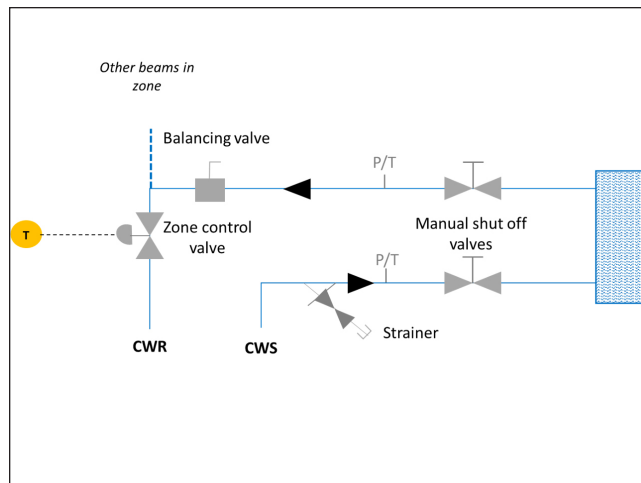 Other beams in
zone
Balancing valve
P/T
T
Zone control
valve
Manual shut off
valves
P/T
Strainer
CWR
CWS